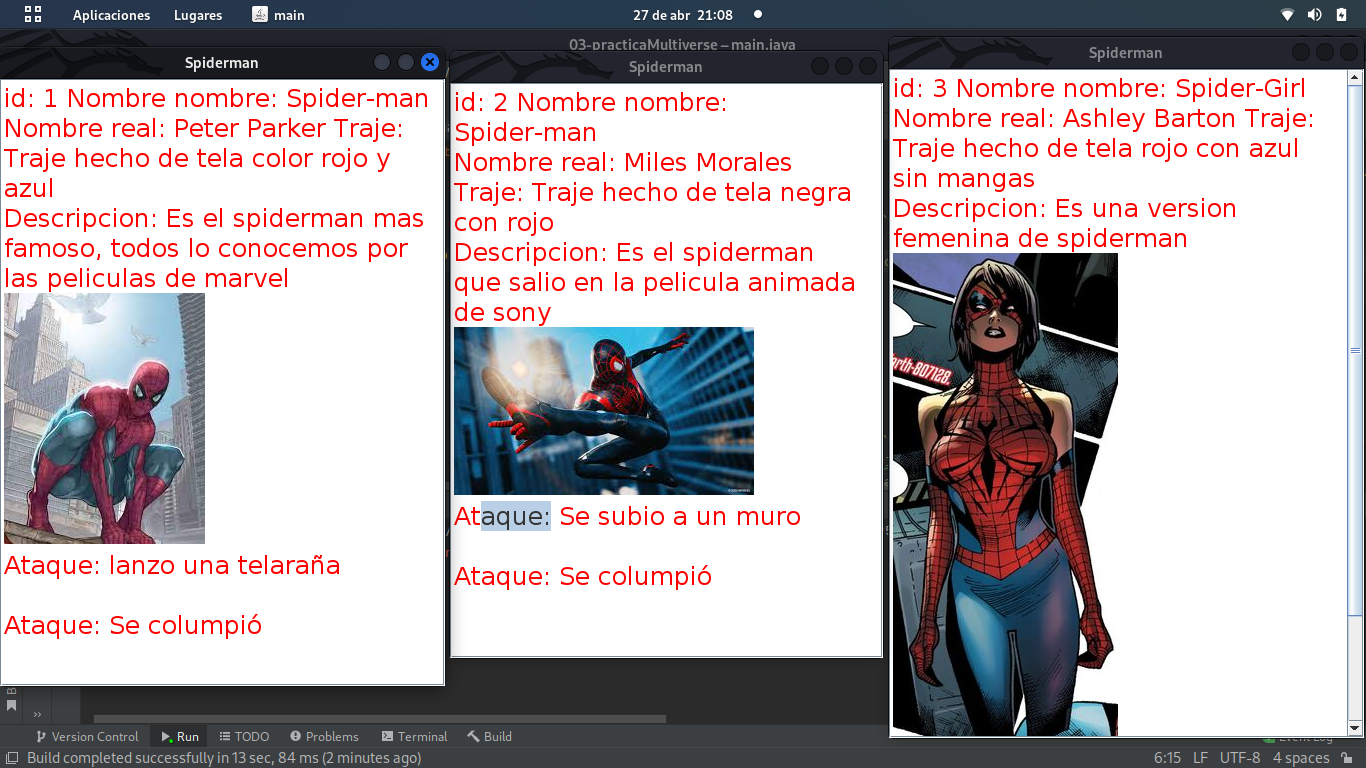 Aplicaciones Lugares main 27 de abr 21:08
03-practicaMultiverse – main.java
Spiderman
id: 1 Nombre nombre: Spider-man
Nombre real: Peter Parker Traje:
Traje hecho de tela color rojo y
azul
Descripcion: Es el spiderman mas
famoso, todos lo conocemos por
las peliculas de marvel
Ataque: lanzo una telaraña
Ataque: Se columpió
Spiderman
id: 2 Nombre nombre:
Spider-man
Nombre real: Miles Morales
Traje: Traje hecho de tela negra
con rojo
Descripcion: Es el spiderman
que salio en la pelicula animada
de sony
Ataque: Se subio a un muro
Ataque: Se columpió
Spiderman
id: 3 Nombre nombre: Spider-Girl
Nombre real: Ashley Barton Traje:
Traje hecho de tela rojo con azul
sin mangas
Descripcion: Es una version
femenina de spiderman
arth-807128.
Version Control Run TODO Problems Terminal Build Event Log
Build completed successfully in 13 sec, 84 ms (2 minutes ago) 6:15 LF UTF-8 4 spaces